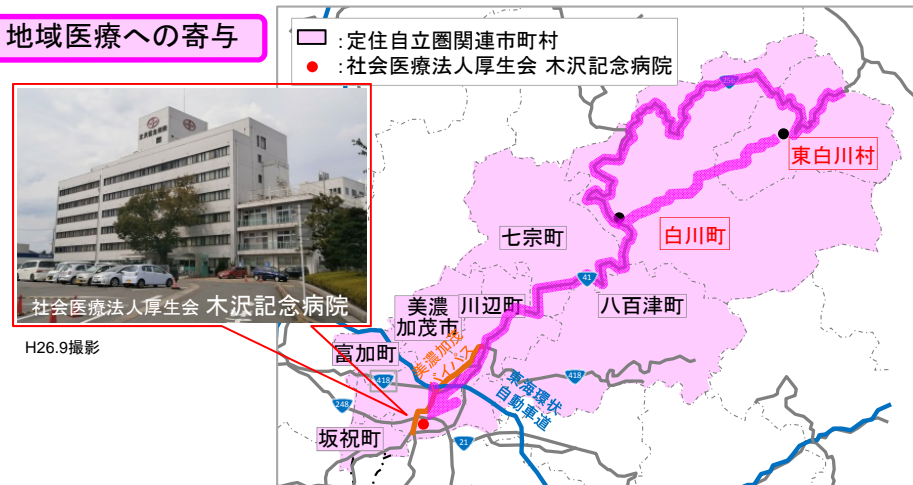 地域医療への寄与
：定住自立圏関連市町村
：社会医療法人厚生会 木沢記念病院
社会医療法人厚生会 木沢記念病院
H26.9撮影
東白川村
白川町
七宗町
41
八百津町
川辺町
美濃
加茂市
富加町
美濃加茂
バイパス
418
418
東海環状
自動車道
248
坂祝町
21